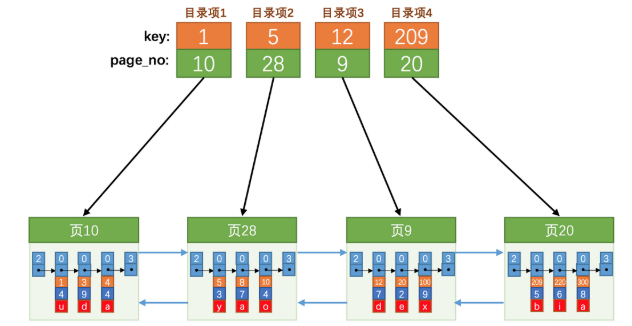 目录项1 目录项2 目录项3 目录项4
key: 1 5 12 209
page_no: 10 28 9 20
页10 页28 页9 页20
2 0 0 0 3 2 0 0 0 3 2 0 0 0 3 2 0 0 0 3
1 3 4 5 8 10 12 20 100 209 220 300
4 9 4 3 7 4 7 2 9 5 6 8
u d a y a o d e x b i a